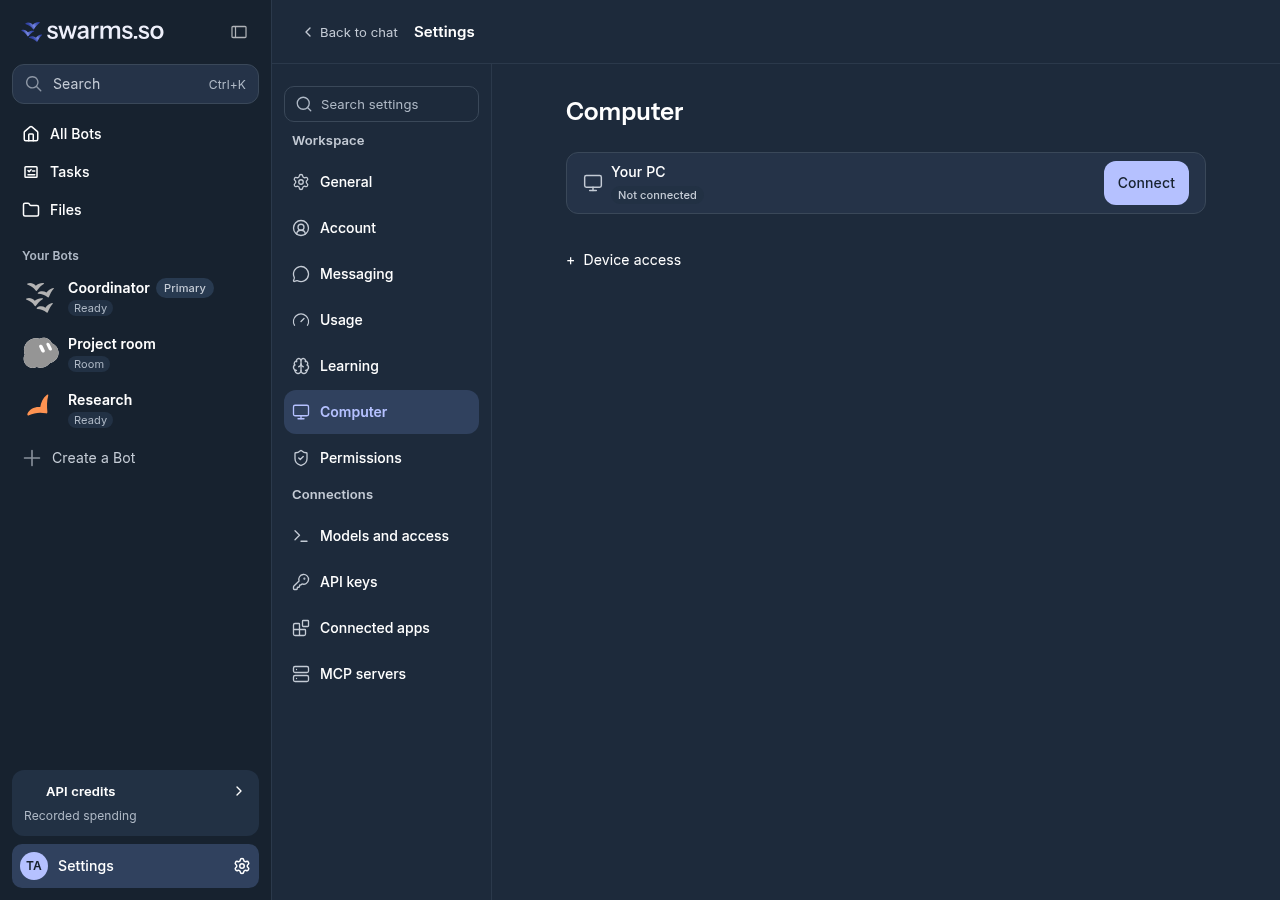 swarms.so
Search Ctrl+K
All Bots
Tasks
Files
Your Bots
Coordinator Primary
Ready
Project room
Room
Research
Ready
Create a Bot
API credits
Recorded spending
TA Settings
Back to chat Settings
Search settings
Workspace
General
Account
Messaging
Usage
Learning
Computer
Permissions
Connections
Models and access
API keys
Connected apps
MCP servers
Computer
Your PC
Not connected
Connect
+ Device access